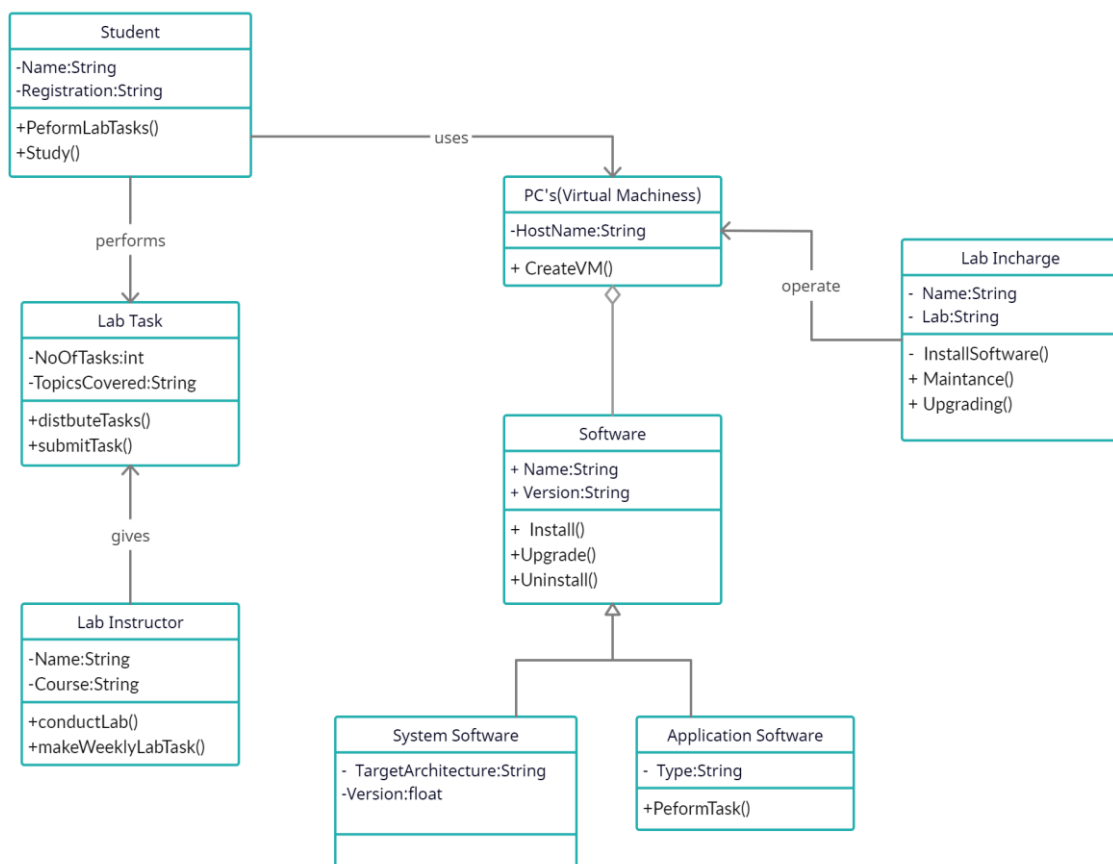 Student
-Name:String
-Registration:String
+PeformLabTasks()
+Study()
uses
performs
PC's(Virtual Machiness)
-HostName:String
+ CreateVM()
operate
Lab Incharge
- Name:String
- Lab:String
- InstallSoftware()
+ Maintance()
+ Upgrading()
Lab Task
-NoOfTasks:int
-TopicsCovered:String
+distbuteTasks()
+submitTask()
gives
Software
+ Name:String
+ Version:String
+ Install()
+Upgrade()
+Uninstall()
Lab Instructor
-Name:String
-Course:String
+conductLab()
+makeWeeklyLabTask()
System Software
- TargetArchitecture:String
-Version:float
Application Software
- Type:String
+PeformTask()